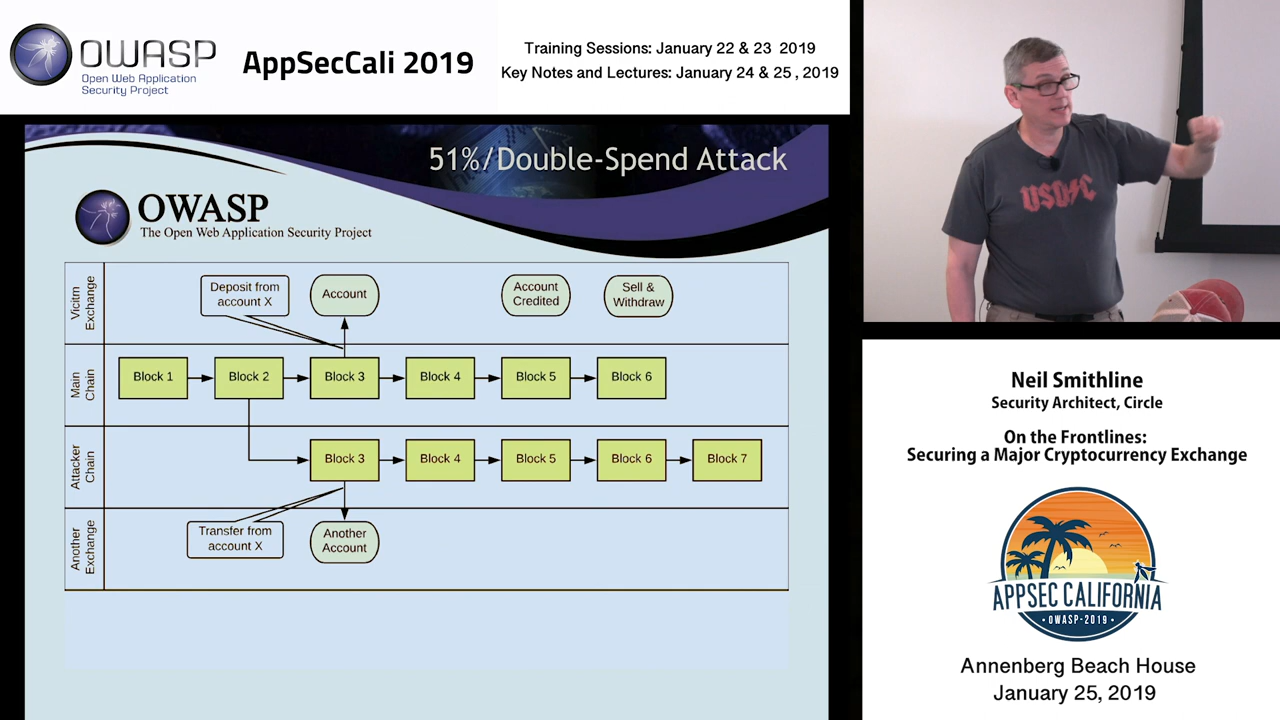 OWASP
Open Web Application
Security Project
AppSecCali 2019
Training Sessions: January 22 & 23 2019
Key Notes and Lectures: January 24 & 25 , 2019
51%/Double-Spend Attack
OWASP
The Open Web Application Security Project
Vicitm
Exchange
Deposit from
account X
Account
Account
Credited
Sell &
Withdraw
Main
Chain
Block 1
Block 2
Block 3
Block 4
Block 5
Block 6
Attacker
Chain
Block 3
Block 4
Block 5
Block 6
Block 7
Another
Exchange
Transfer from
account X
Another
Account
USD⚡C
Neil Smithline
Security Architect, Circle
On the Frontlines:
Securing a Major Cryptocurrency Exchange
APPSEC CALIFORNIA
• OWASP-2019 •
Annenberg Beach House
January 25, 2019